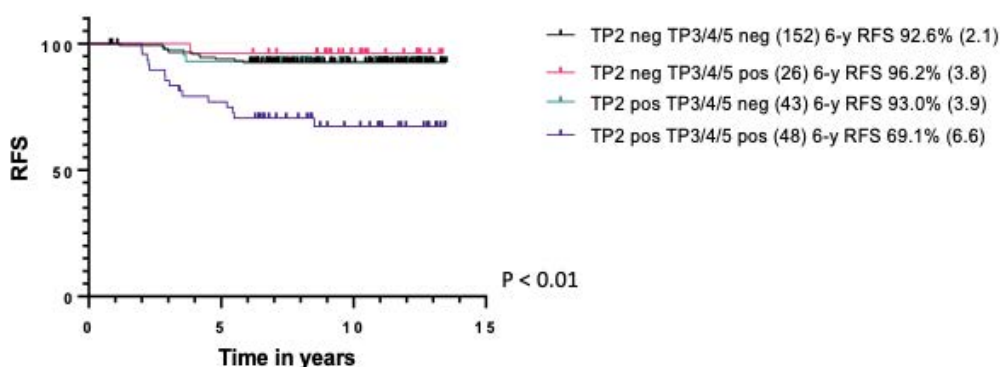 TP2 neg TP3/4/5 neg (152) 6-y RFS 92.6% (2.1)
TP2 neg TP3/4/5 pos (26) 6-y RFS 96.2% (3.8)
TP2 pos TP3/4/5 neg (43) 6-y RFS 93.0% (3.9)
TP2 pos TP3/4/5 pos (48) 6-y RFS 69.1% (6.6)
100
50
0
RFS
P < 0.01
0 5 10 15
Time in years